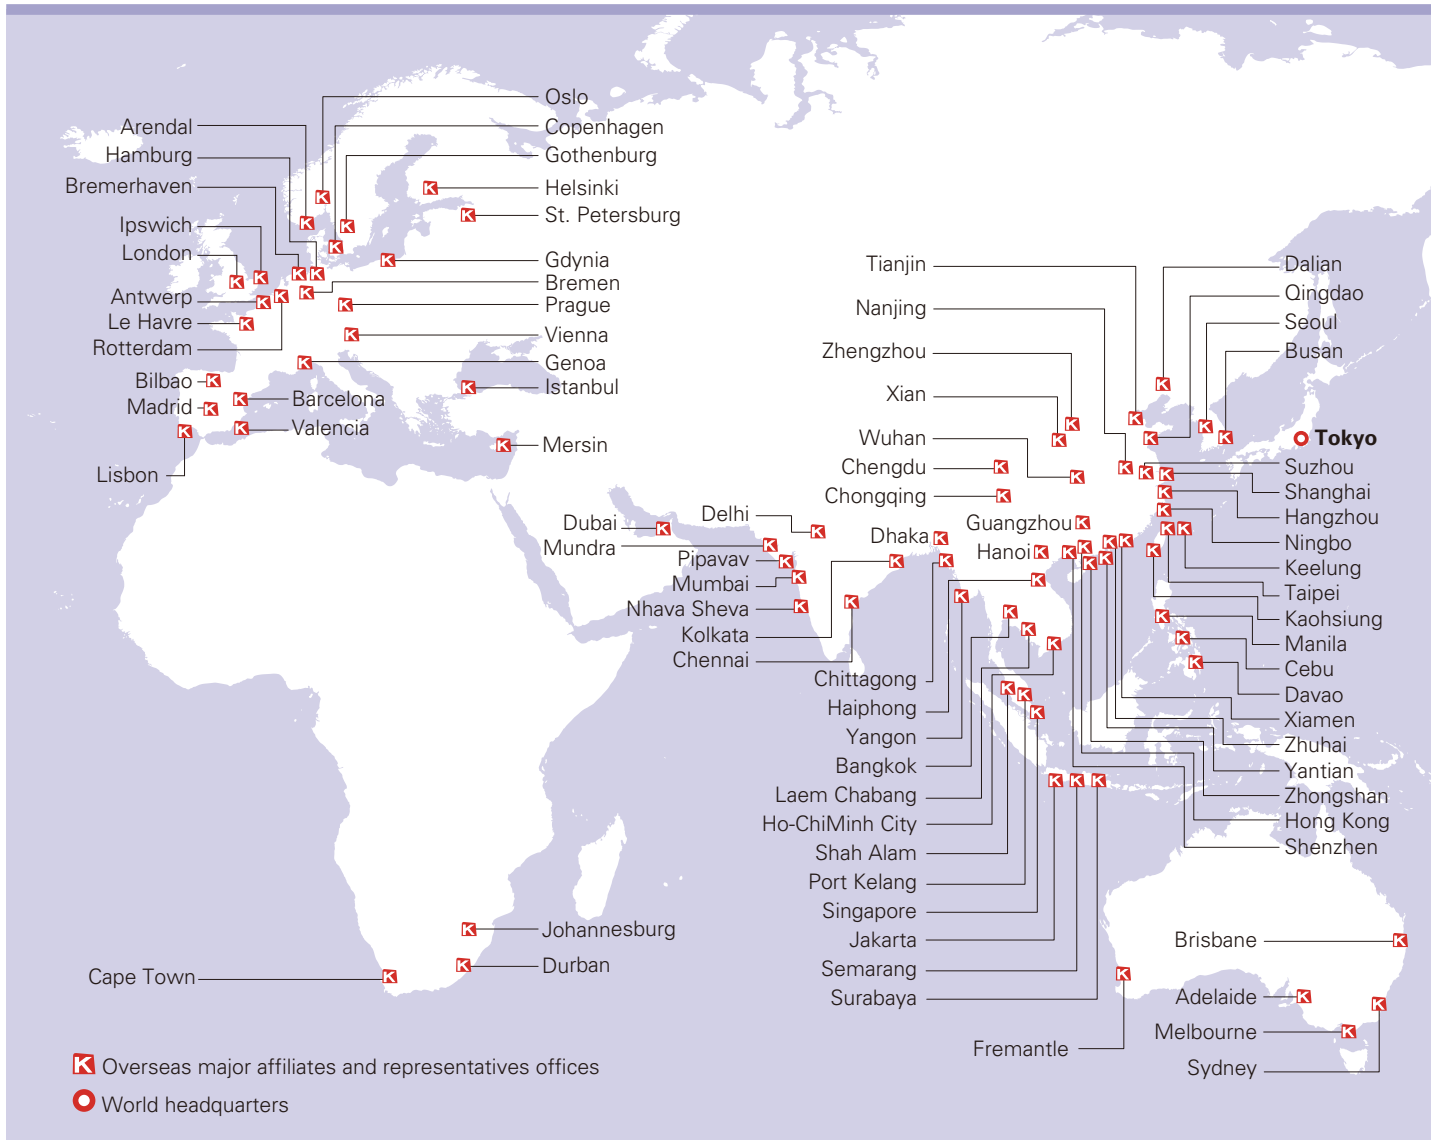 Oslo
Copenhagen
Gothenburg
Helsinki
St. Petersburg
Gdynia
Bremen
Prague
Vienna
Genoa
Istanbul
Mersin
Arendal
Hamburg
Bremerhaven
Ipswich
London
Antwerp
Le Havre
Rotterdam
Bilbao
Madrid
Lisbon
Barcelona
Valencia
Dubai
Mundra
Delhi
Pipavav
Mumbai
Nhava Sheva
Kolkata
Chennai
Tianjin
Nanjing
Zhengzhou
Xian
Wuhan
Chengdu
Chongqing
Guangzhou
Dhaka
Hanoi
Chittagong
Haiphong
Yangon
Bangkok
Laem Chabang
Ho-ChiMinh City
Shah Alam
Port Kelang
Singapore
Jakarta
Semarang
Surabaya
Dalian
Qingdao
Seoul
Busan
Tokyo
Suzhou
Shanghai
Hangzhou
Ningbo
Keelung
Taipei
Kaohsiung
Manila
Cebu
Davao
Xiamen
Zhuhai
Yantian
Zhongshan
Hong Kong
Shenzhen
Johannesburg
Durban
Cape Town
Brisbane
Adelaide
Melbourne
Sydney
Fremantle
K Overseas major affiliates and representatives offices
World headquarters